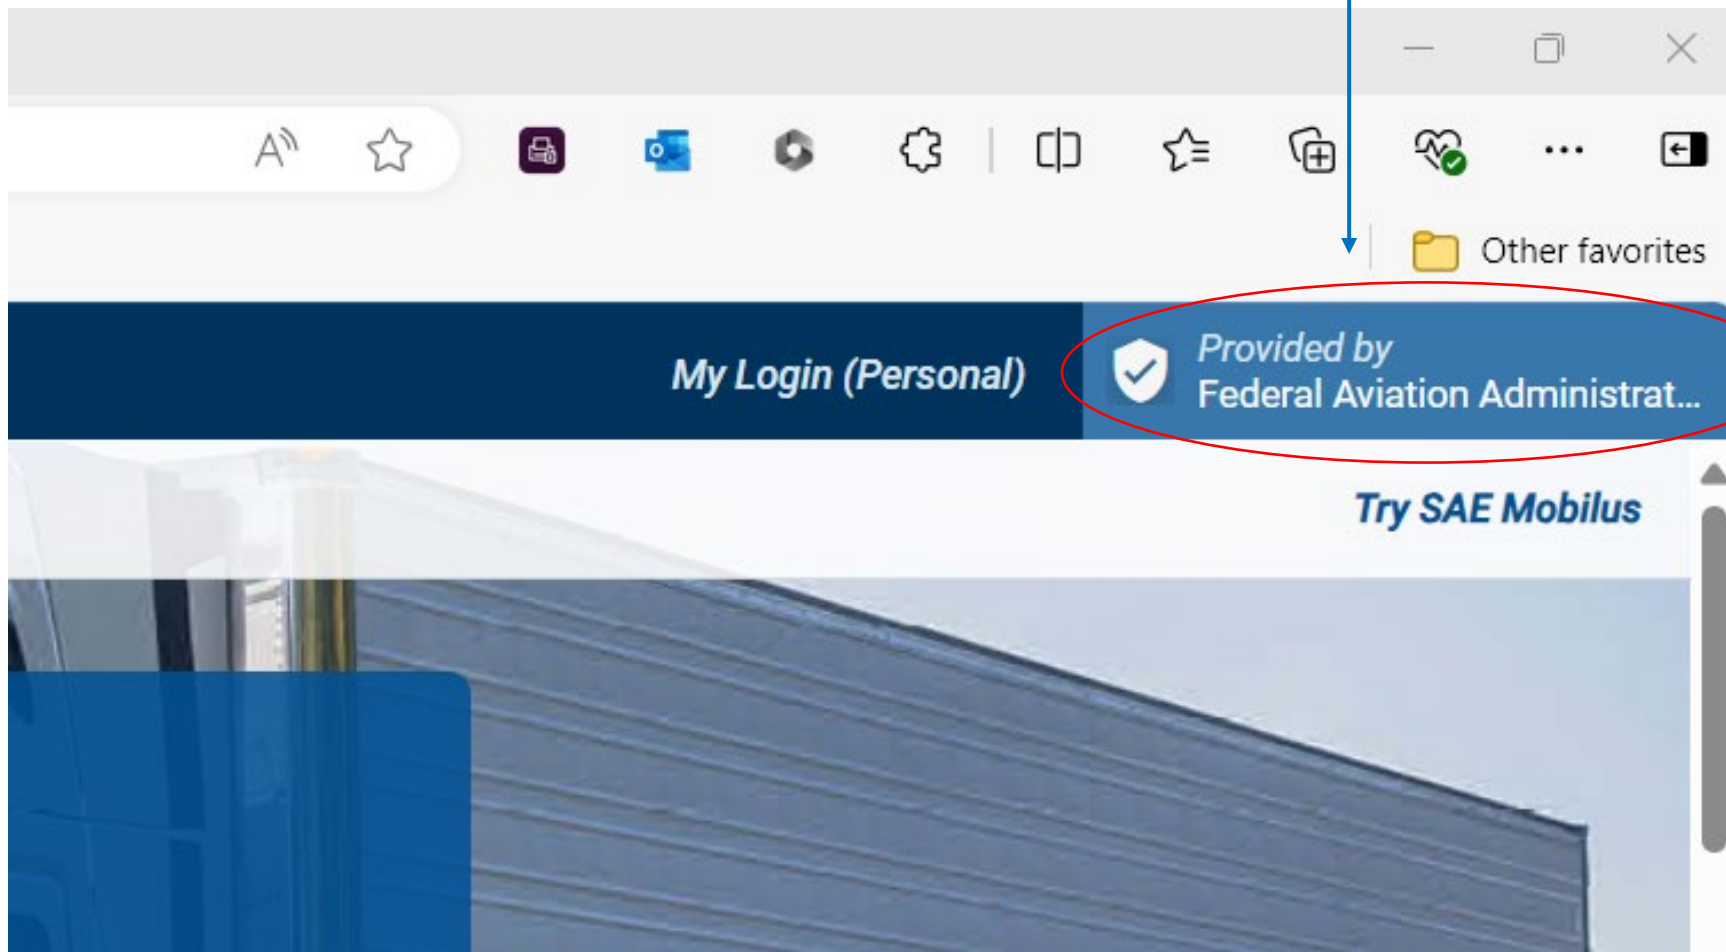 Other favorites
My Login (Personal)
Provided by
Federal Aviation Administrat...
Try SAE Mobilus